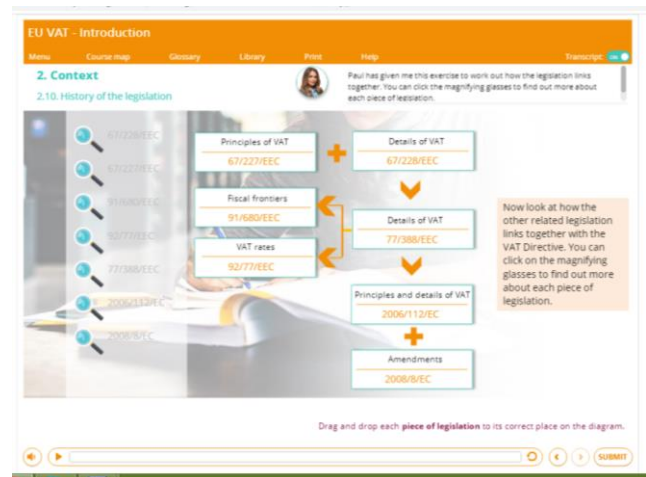 EU VAT - Introduction
Menu Course map Glossary Library Print Help Transcript: ON
2. Context
2.10. History of the legislation
Paul has given me this exercise to work out how the legislation links
together. You can click the magnifying glasses to find out more about
each piece of legislation.
67/228/EEC
67/227/EEC
91/680/EEC
92/77/EEC
77/388/EEC
2006/112/EC
2008/8/EC
Principles of VAT
67/227/EEC
Details of VAT
67/228/EEC
Fiscal frontiers
91/680/EEC
Details of VAT
77/388/EEC
VAT rates
92/77/EEC
Principles and details of VAT
2006/112/EC
Amendments
2008/8/EC
Now look at how the
other related legislation
links together with the
VAT Directive. You can
click on the magnifying
glasses to find out more
about each piece of
legislation.
Drag and drop each piece of legislation to its correct place on the diagram.
SUBMIT